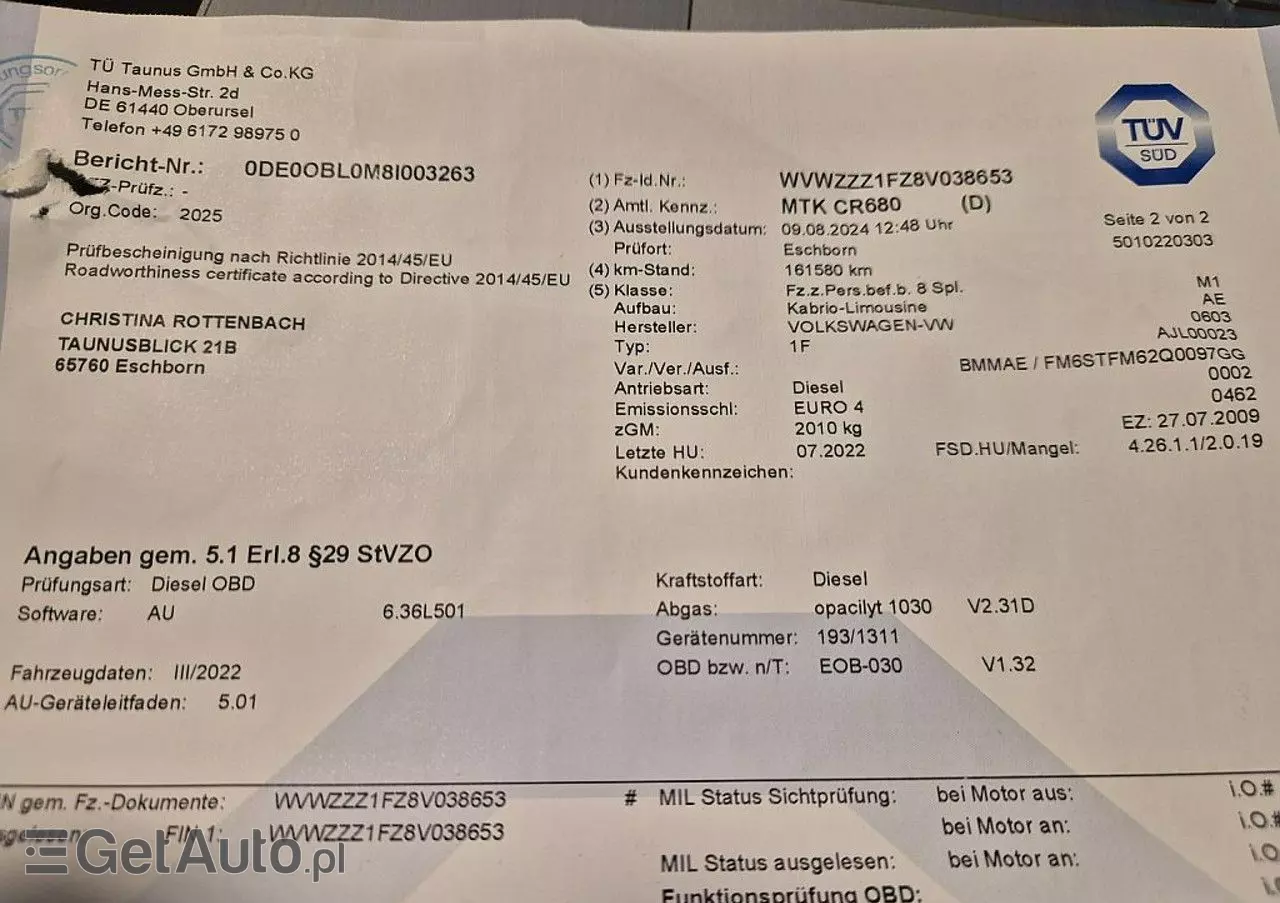 ungsor
TÜ Taunus GmbH & Co.KG
Hans-Mess-Str. 2d
DE 61440 Oberursel
Telefon +49 6172 98975 0
Bericht-Nr.: 0DE0OBL0M8I003263
-Prüfz.: -
Org.Code: 2025
Prüfbescheinigung nach Richtlinie 2014/45/EU
Roadworthiness certificate according to Directive 2014/45/EU
CHRISTINA ROTTENBACH
TAUNUSBLICK 21B
65760 Eschborn
TÜV
SÜD
Seite 2 von 2
5010220303
(1) Fz-Id.Nr.: WVWZZZ1FZ8V038653
(2) Amtl. Kennz.: MTK CR680 (D)
(3) Ausstellungsdatum: 09.08.2024 12:48 Uhr
Prüfort: Eschborn
(4) km-Stand: 161580 km
(5) Klasse: Fz.z.Pers.bef.b. 8 Spl. M1
Aufbau: Kabrio-Limousine AE
Hersteller: VOLKSWAGEN-VW 0603
Typ: 1F AJL00023
Var./Ver./Ausf.: BMMAE / FM6STFM62Q0097GG
Antriebsart: Diesel 0002
Emissionsschl: EURO 4 0462
zGM: 2010 kg EZ: 27.07.2009
Letzte HU: 07.2022 FSD.HU/Mangel: 4.26.1.1/2.0.19
Kundenkennzeichen:
Angaben gem. 5.1 Erl.8 §29 StVZO
Prüfungsart: Diesel OBD
Software: AU 6.36L501
Fahrzeugdaten: III/2022
AU-Geräteleitfaden: 5.01
Kraftstoffart: Diesel
Abgas: opacilyt 1030 V2.31D
Gerätenummer: 193/1311
OBD bzw. n/T: EOB-030 V1.32
N gem. Fz.-Dokumente: WVWZZZ1FZ8V038653 #
FIN 1: WVWZZZ1FZ8V038653
MIL Status Sichtprüfung: bei Motor aus: i.O.#
bei Motor an: i.O.#
MIL Status ausgelesen: bei Motor an: i.O
Funktionsprüfung OBD:
GetAuto.pl